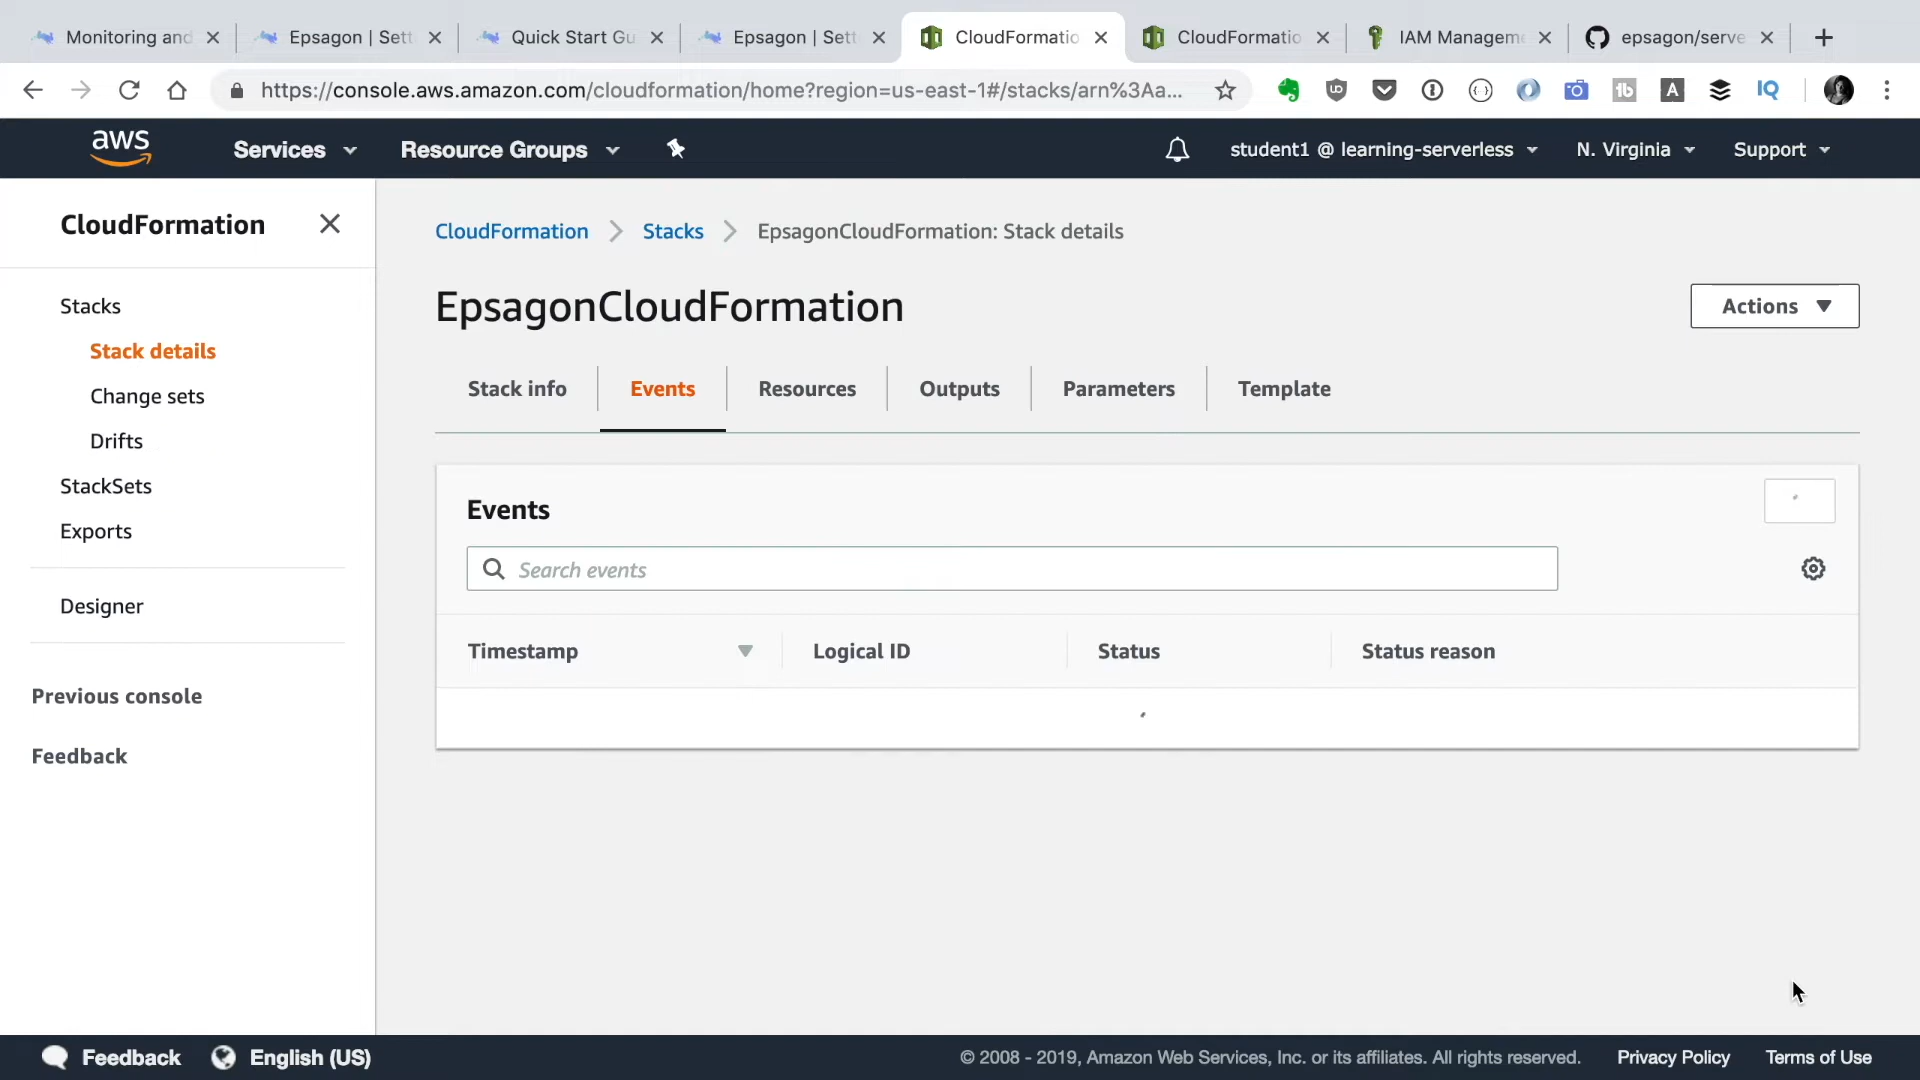 Monitoring and
Epsagon | Sett
Quick Start Gu
Epsagon | Sett
CloudFormatio
CloudFormatio
IAM Managem
epsagon/serve
https://console.aws.amazon.com/cloudformation/home?region=us-east-1#/stacks/arn%3Aa...
aws
Services
Resource Groups
student1 @ learning-serverless
N. Virginia
Support
CloudFormation
Stacks
Stack details
Change sets
Drifts
StackSets
Exports
Designer
Previous console
Feedback
CloudFormation
Stacks
EpsagonCloudFormation: Stack details
EpsagonCloudFormation
Actions
Stack info
Events
Resources
Outputs
Parameters
Template
Events
Search events
Timestamp
Logical ID
Status
Status reason
Feedback
English (US)
© 2008 - 2019, Amazon Web Services, Inc. or its affiliates. All rights reserved.
Privacy Policy
Terms of Use